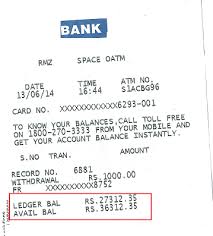 BANK
RMZ SPACE OATM
DATE TIME ATM NO
13/06/14 16:44 S1ACBG96
CARD NO. XXXXXXXXXXXX6293-001
TO KNOW YOUR BALANCES,CALL TOLL FREE
ON 1800-270-3333 FROM YOUR MOBILE AND
GET YOUR ACCOUNT BALANCE INSTANTLY.
S.NO TRAN. AMOUNT
RECORD NO. 6881
WITHDRAWAL RS.1000.00
FR XXXXXXXXXX8752
LEDGER BAL RS.27312.35
AVAIL BAL RS.36312.35